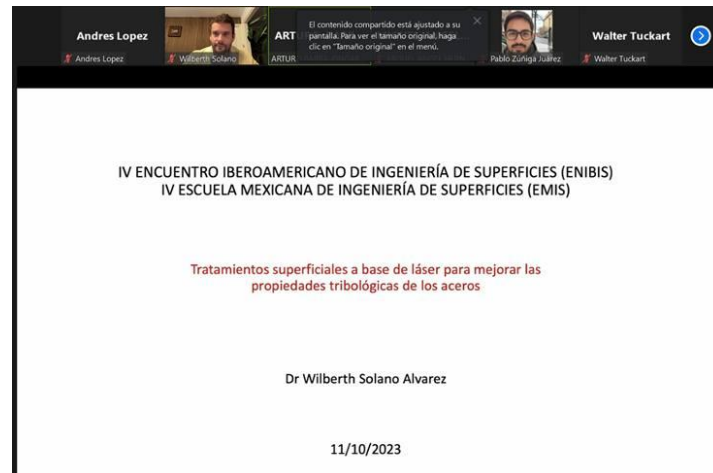 Andres Lopez
Andres Lopez
Wilberth Solano
ARTUR
ARTUR
El contenido compartido está ajustado a su
pantalla. Para ver el tamaño original, haga
clic en "Tamaño original" en el menú.
Pablo Zúñiga Juárez
Walter Tuckart
Walter Tuckart
IV ENCUENTRO IBEROAMERICANO DE INGENIERÍA DE SUPERFICIES (ENIBIS)
IV ESCUELA MEXICANA DE INGENIERÍA DE SUPERFICIES (EMIS)
Tratamientos superficiales a base de láser para mejorar las
propiedades tribológicas de los aceros
Dr Wilberth Solano Alvarez
11/10/2023